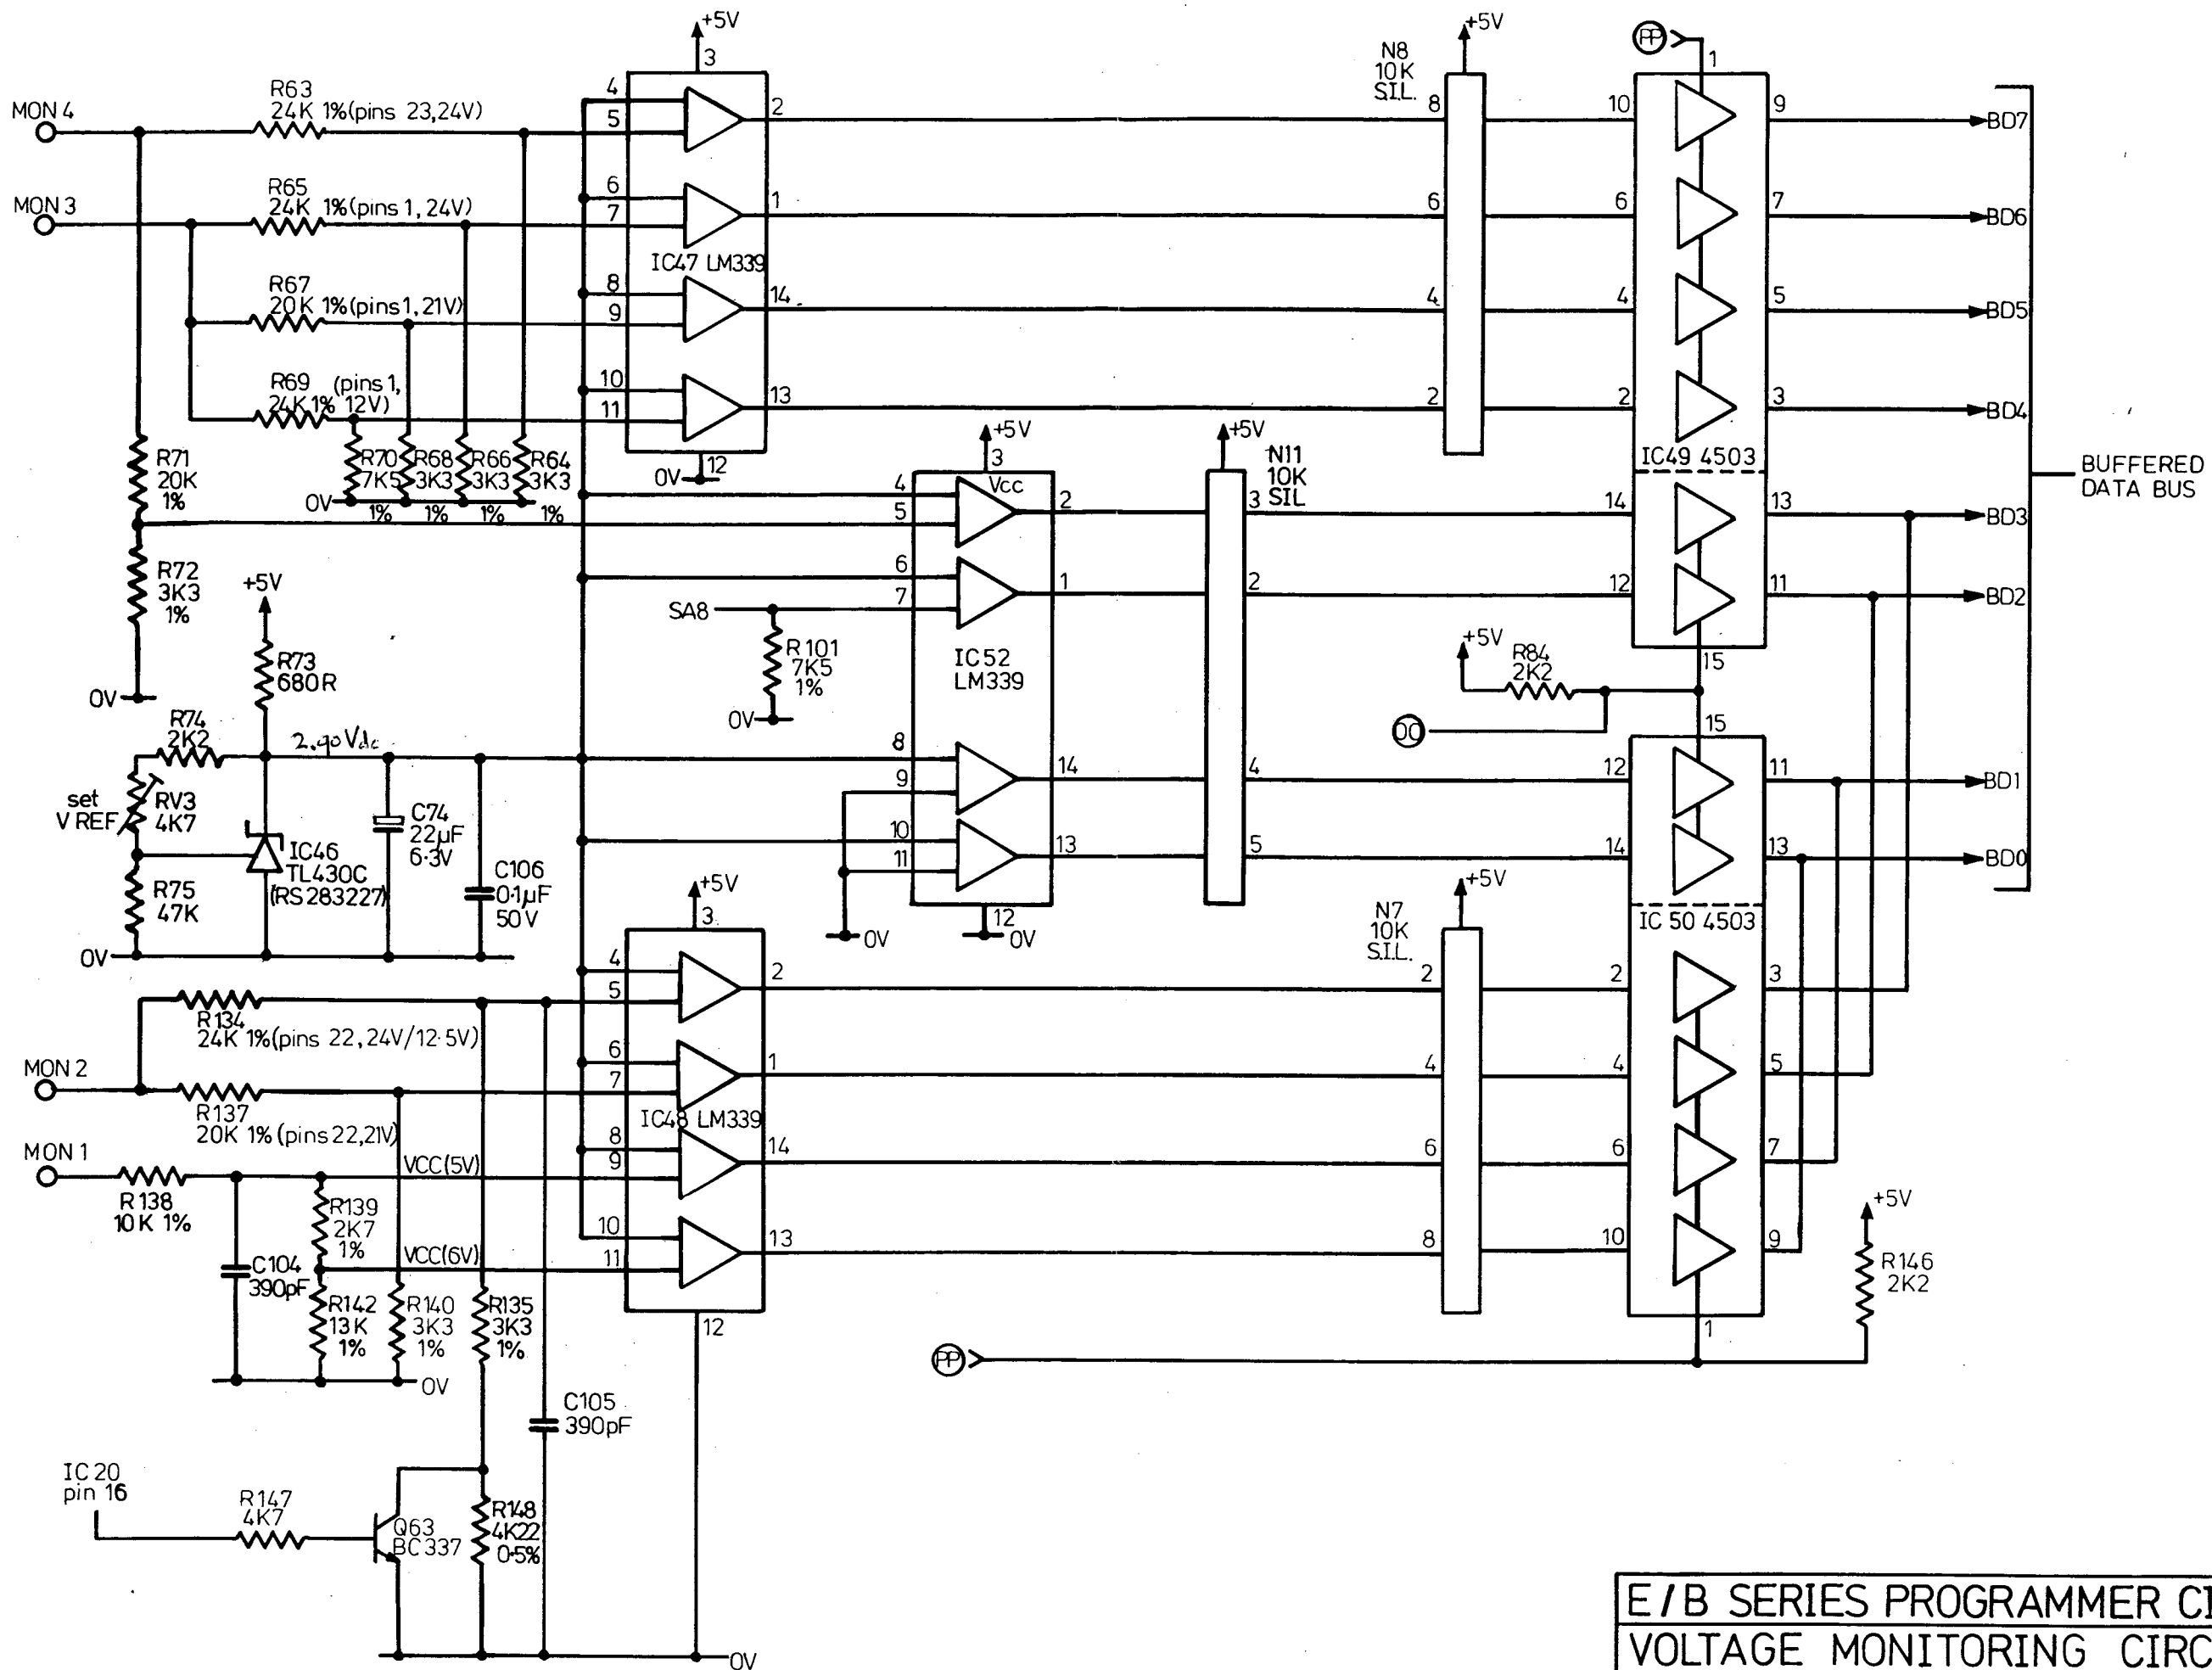 +5V
3
MON 4
R63
24K 1% (pins 23,24V)
4
5
2
MON 3
R65
24K 1% (pins 1, 24V)
6
7
1
IC47 LM339
R67
20K 1% (pins 1, 21V)
8
9
14
R69
24K 1%
(pins 1,
12V)
10
11
13
12
0V
R70
7K5
1%
R68
3K3
1%
R66
3K3
1%
R64
3K3
1%
0V
R71
20K
1%
R72
3K3
1%
0V
+5V
R73
680R
R74
2K2
2.90Vdc
set
V REF
RV3
4K7
R75
47K
0V
IC46
TL430C
(RS283227)
C74
22µF
6·3V
C106
0·1µF
50V
SA8
R101
7K5
1%
0V
+5V
3
Vcc
4
5
2
6
7
1
IC52
LM339
8
9
14
10
11
13
12
0V
0V
+5V
N11
10K
SIL
3
2
4
5
N8
10K
S.I.L.
+5V
8
6
4
2
PP
1
10
9
6
7
4
5
2
3
IC49 4503
14
13
12
11
15
+5V
R84
2K2
OO
15
12
11
14
13
IC 50 4503
2
3
4
5
6
7
10
9
1
BD7
BD6
BD5
BD4
BD3
BD2
BD1
BD0
BUFFERED
DATA BUS
+5V
3
4
5
2
6
7
1
IC48 LM339
8
9
14
10
11
13
12
+5V
N7
10K
S.I.L.
2
4
6
8
PP
+5V
R146
2K2
R134
24K 1% (pins 22, 24V/12·5V)
MON 2
R137
20K 1% (pins 22,21V)
MON 1
R138
10K 1%
VCC(5V)
R139
2K7
1%
VCC(6V)
C104
390pF
R142
13K
1%
R140
3K3
1%
R135
3K3
1%
0V
C105
390pF
IC 20
pin 16
R147
4K7
Q63
BC337
R148
4K22
0·5%
0V
E/B SERIES PROGRAMMER CI
VOLTAGE MONITORING CIRC